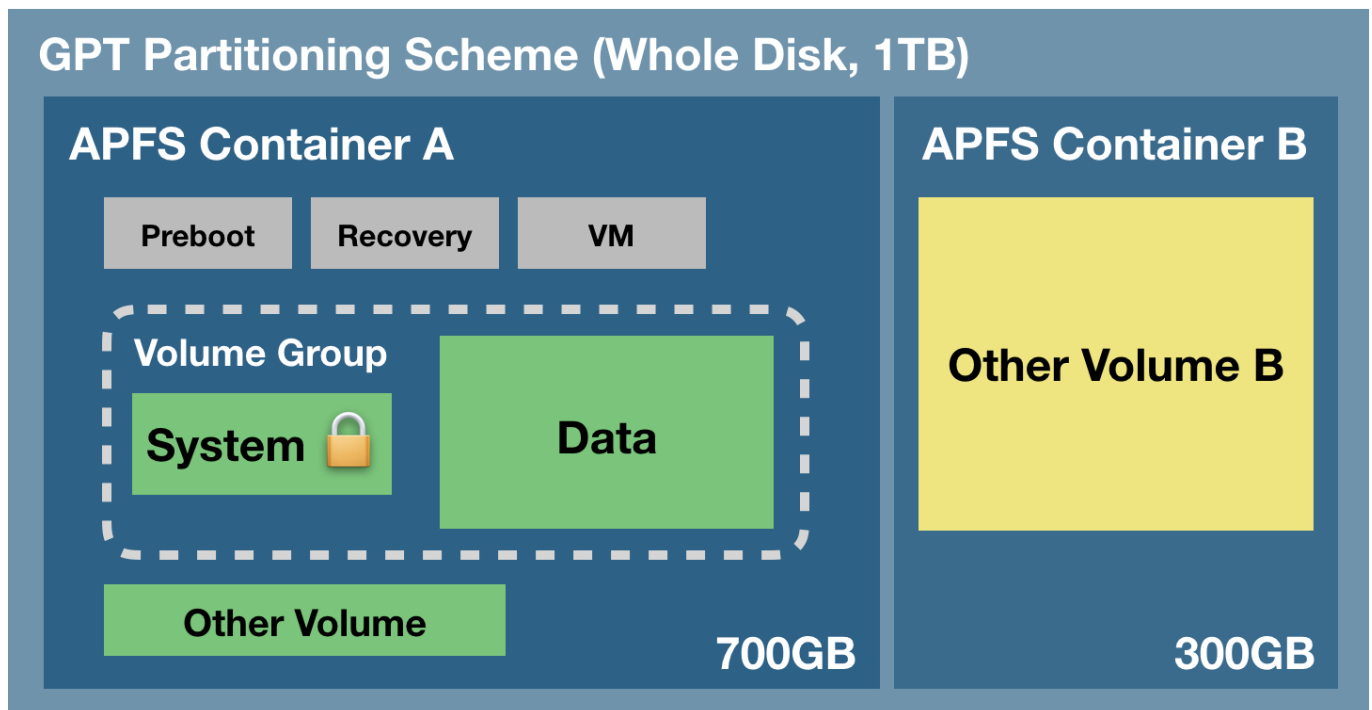 GPT Partitioning Scheme (Whole Disk, 1TB)
APFS Container A
Preboot
Recovery
VM
Volume Group
System
Data
Other Volume
700GB
APFS Container B
Other Volume B
300GB